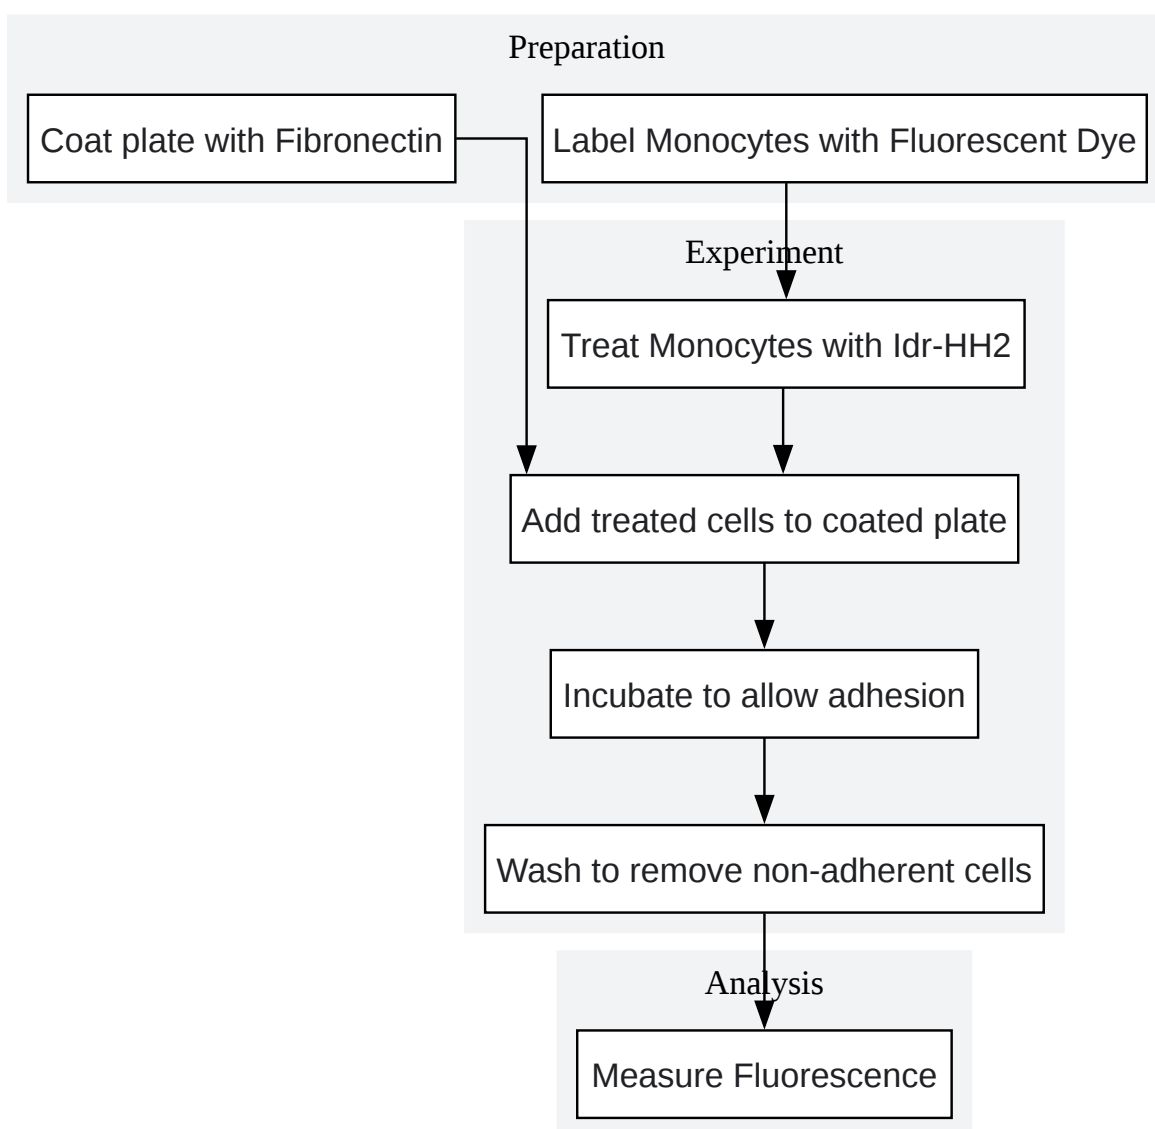 Preparation
Coat plate with Fibronectin
Label Monocytes with Fluorescent Dye
Experiment
Treat Monocytes with Idr-HH2
Add treated cells to coated plate
Incubate to allow adhesion
Wash to remove non-adherent cells
Analysis
Measure Fluorescence